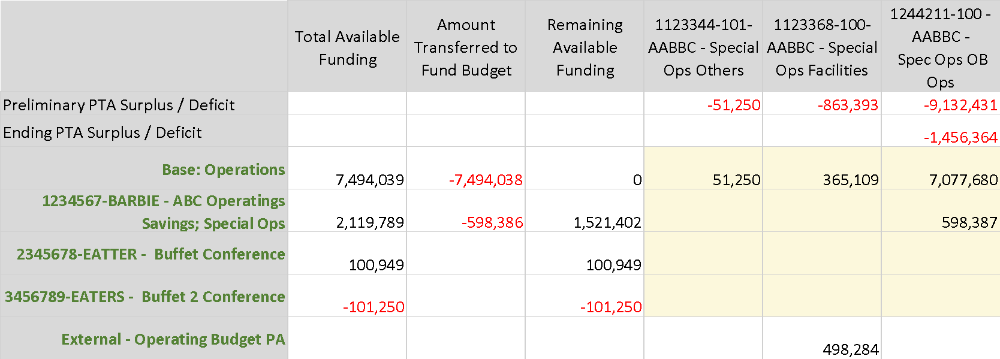 Total Available Funding	Amount Transferred to Fund Budget	Remaining Available Funding	1123344-101-AABBC - Special Ops Others	1123368-100-AABBC - Special Ops Facilities	1244211-100 - AABBC - Spec Ops OB Ops
Preliminary PTA Surplus / Deficit	-51,250	-863,393	-9,132,431
Ending PTA Surplus / Deficit	-1,456,364
Base: Operations	7,494,039	-7,494,038	0	51,250	365,109	7,077,680
1234567-BARBIE - ABC Operatings Savings; Special Ops	2,119,789	-598,386	1,521,402	598,387
2345678-EATTER -  Buffet Conference	100,949	100,949
3456789-EATERS -  Buffet 2 Conference	-101,250	-101,250
External - Operating Budget PA	498,284